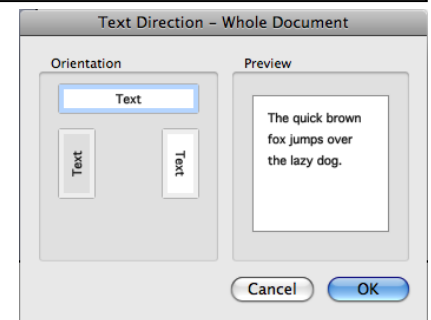 Text Direction – Whole Document
Orientation
Preview
Text
Text
Text
The quick brown
fox jumps over
the lazy dog.
Cancel
OK